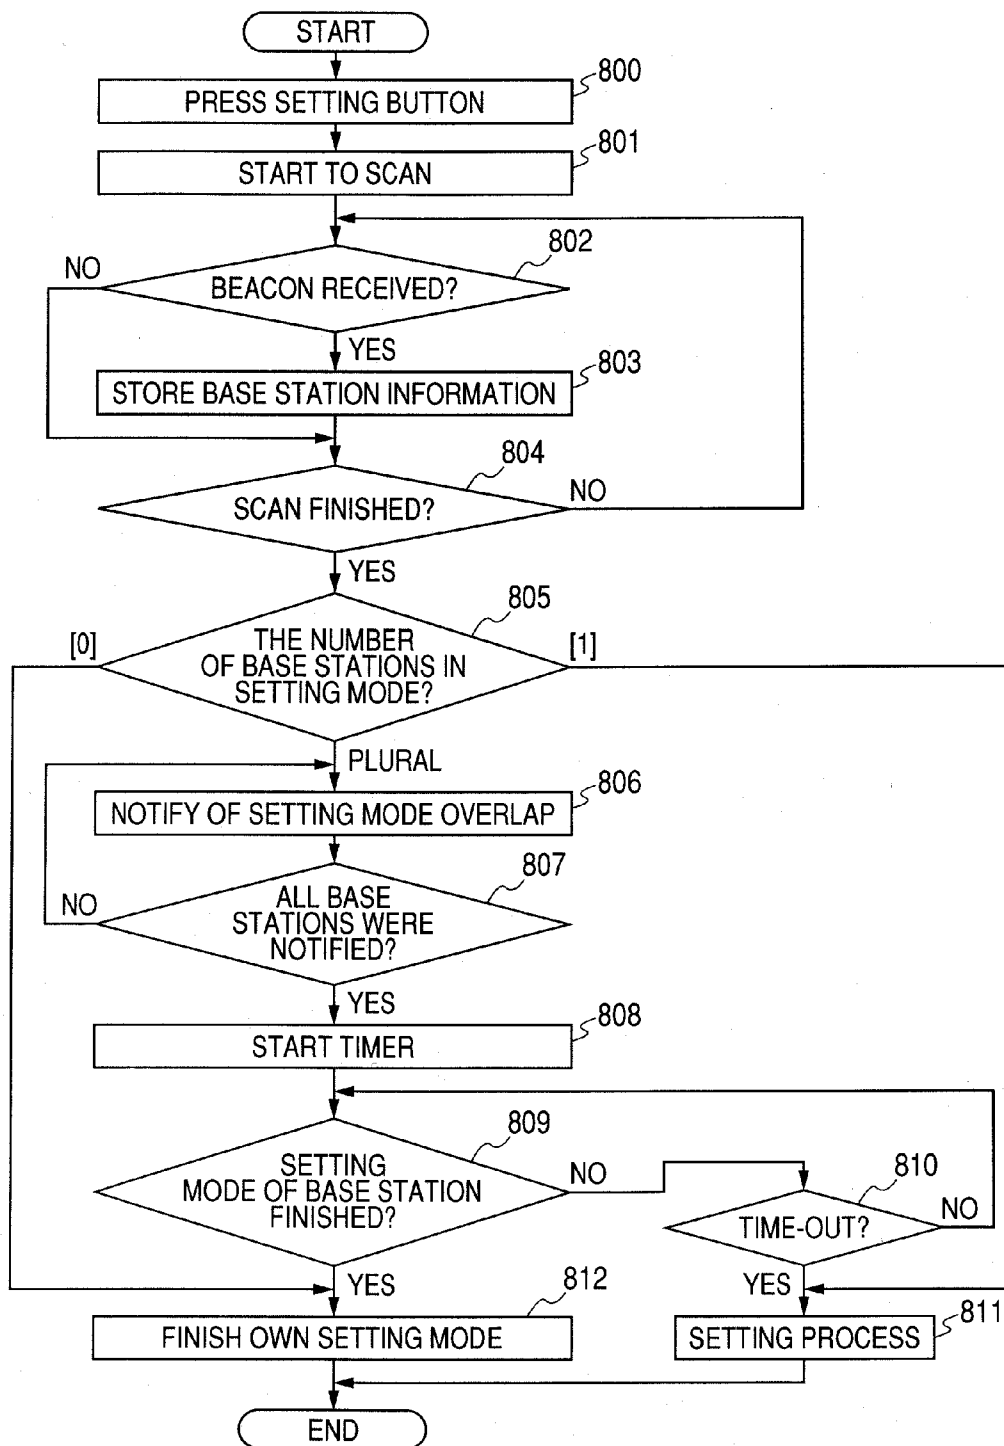 START
800
PRESS SETTING BUTTON
801
START TO SCAN
802
NO
BEACON RECEIVED?
YES
803
STORE BASE STATION INFORMATION
804
NO
SCAN FINISHED?
YES
805
[0]
[1]
THE NUMBER
OF BASE STATIONS IN
SETTING MODE?
PLURAL
806
NOTIFY OF SETTING MODE OVERLAP
807
NO
ALL BASE
STATIONS WERE
NOTIFIED?
YES
808
START TIMER
809
SETTING
MODE OF BASE STATION
FINISHED?
NO
810
TIME-OUT?
NO
YES
812
YES
811
FINISH OWN SETTING MODE
SETTING PROCESS
END